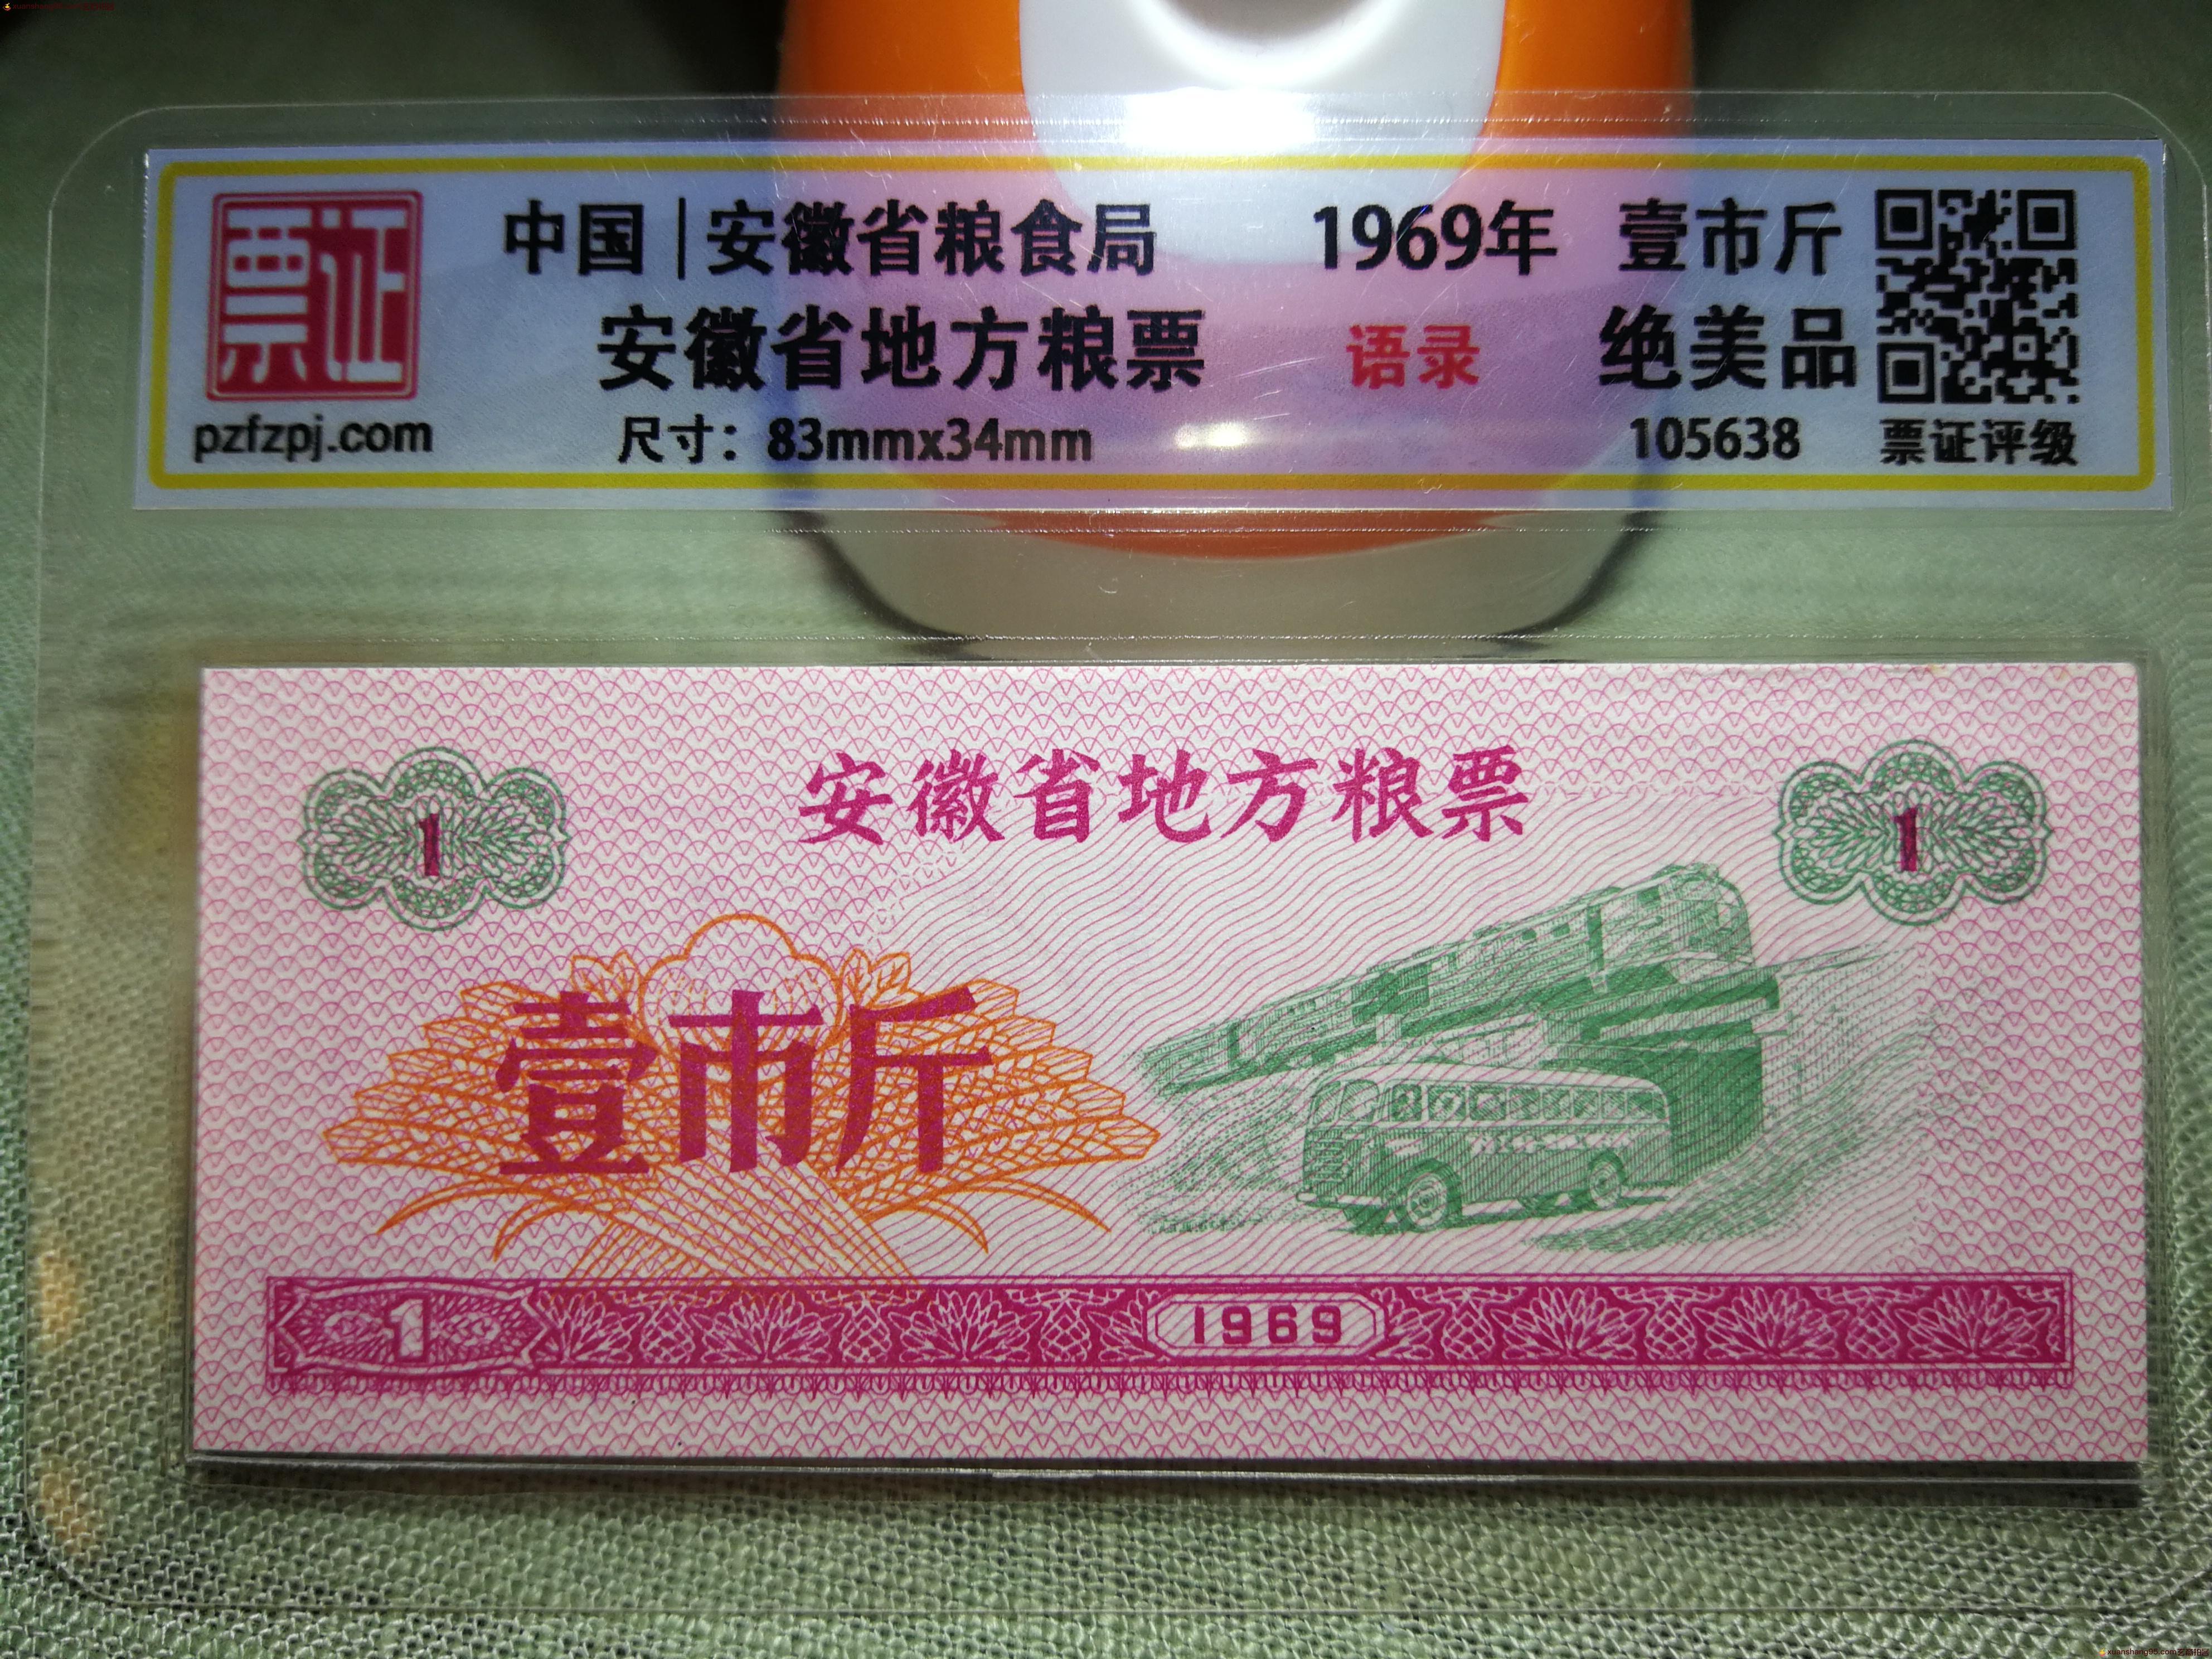 票证
pzfzpj.com
中国|安徽省粮食局 1969年 壹市斤
安徽省地方粮票 语录 绝美品
尺寸：83mmx34mm 105638 票证评级
安徽省地方粮票
1 1
壹市斤
1 1969